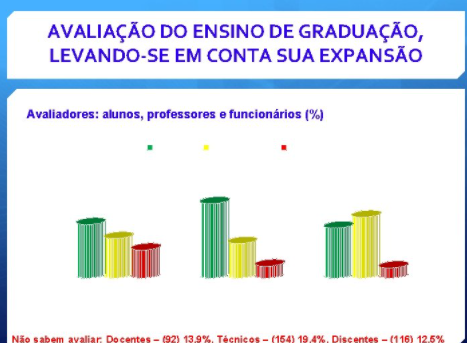 AVALIAÇÃO DO ENSINO DE GRADUAÇÃO,
LEVANDO-SE EM CONTA SUA EXPANSÃO
Avaliadores: alunos, professores e funcionários (%)
Não sabem avaliar: Docentes – (92) 13.9%, Técnicos – (154) 19.4%, Discentes – (116) 12.5%